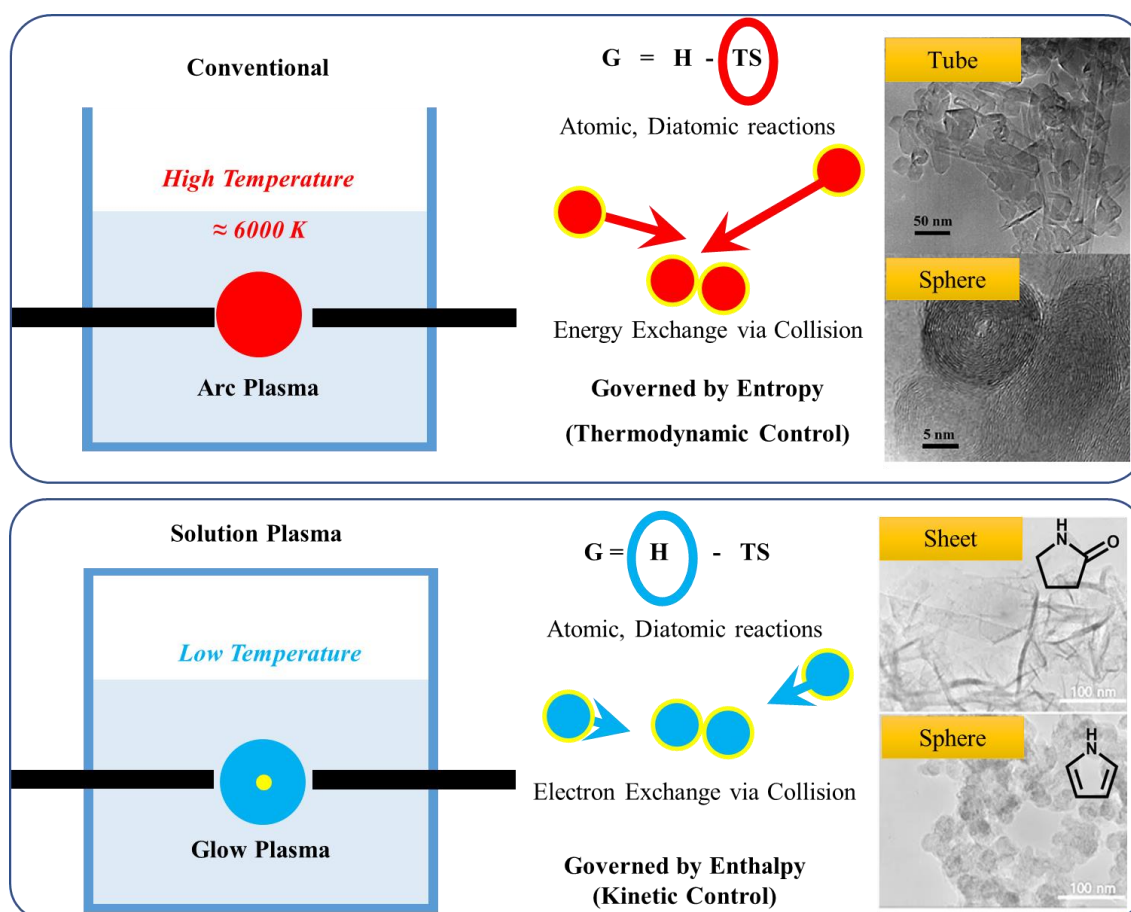 Conventional
High Temperature
≈ 6000 K
Arc Plasma
G = H - TS
Atomic, Diatomic reactions
Energy Exchange via Collision
Governed by Entropy
(Thermodynamic Control)
Tube
50 nm
Sphere
5 nm
Solution Plasma
Low Temperature
Glow Plasma
G = H - TS
Atomic, Diatomic reactions
Electron Exchange via Collision
Governed by Enthalpy
(Kinetic Control)
Sheet
H
N
O
100 nm
Sphere
H
N
100 nm